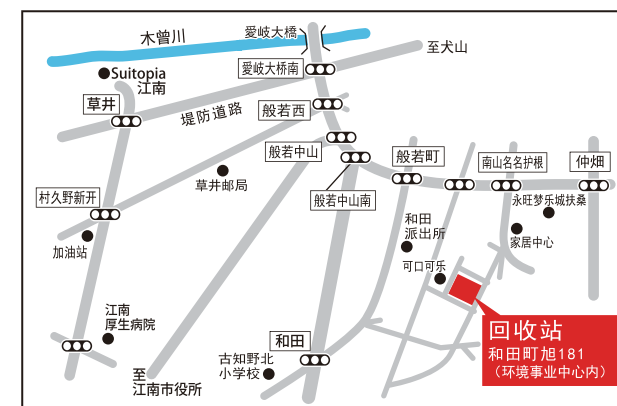 木曾川
愛岐大橋
至犬山
Suitopia
江南
愛岐大桥南
草井
堤防道路
般若西
般若中山
般若町
南山名名护根
仲畑
草井邮局
般若中山南
村久野新开
永旺梦乐城扶桑
和田
派出所
家居中心
加油站
可口可乐
江南
厚生病院
和田
回收站
和田町旭181
（环境事业中心内）
古知野北
小学校
至
江南市役所